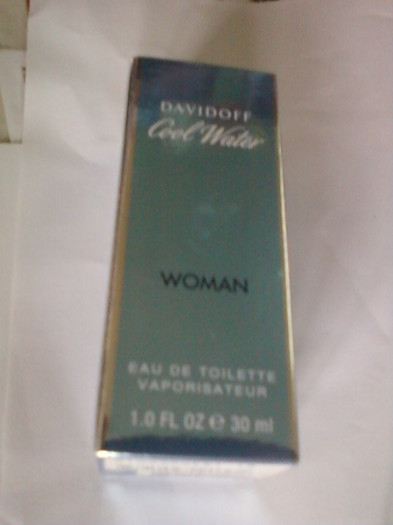 DAVIDOFF
Cool Water
WOMAN
EAU DE TOILETTE
VAPORISATEUR
1.0 FL OZ ℮ 30 ml